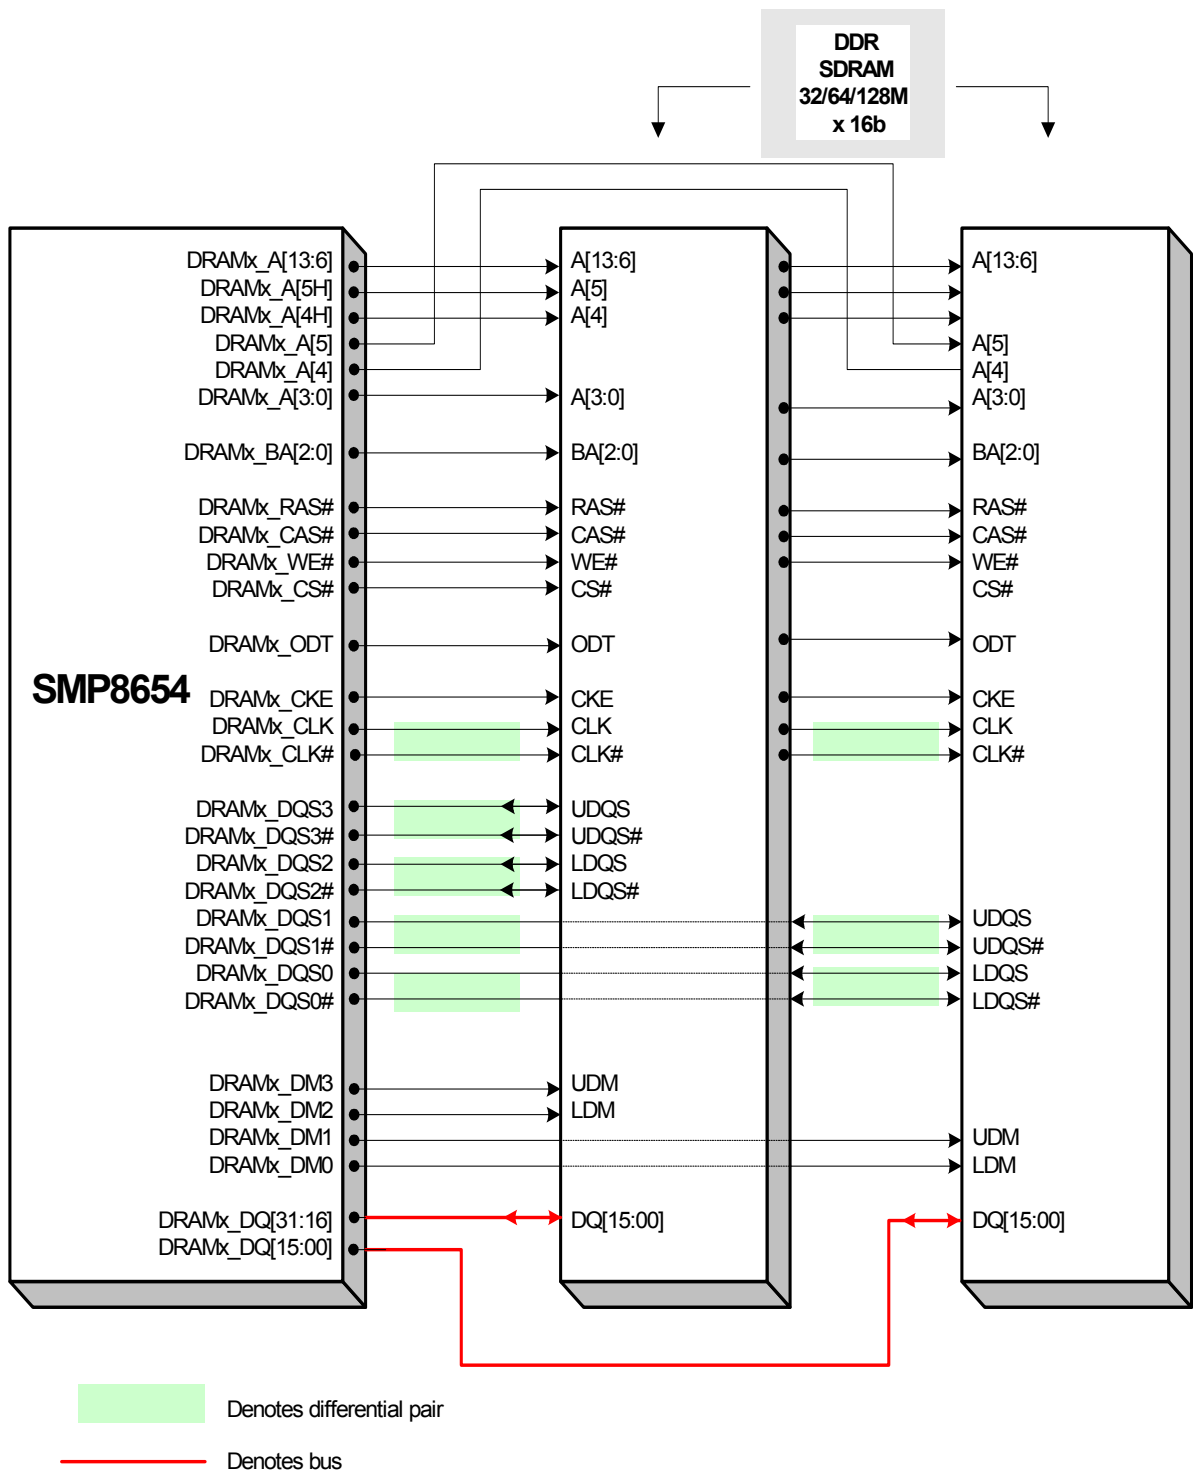 DDR
SDRAM
32/64/128M
x 16b
DRAMx_A[13:6]
DRAMx_A[5H]
DRAMx_A[4H]
DRAMx_A[5]
DRAMx_A[4]
DRAMx_A[3:0]
DRAMx_BA[2:0]
DRAMx_RAS#
DRAMx_CAS#
DRAMx_WE#
DRAMx_CS#
DRAMx_ODT
SMP8654
DRAMx_CKE
DRAMx_CLK
DRAMx_CLK#
DRAMx_DQS3
DRAMx_DQS3#
DRAMx_DQS2
DRAMx_DQS2#
DRAMx_DQS1
DRAMx_DQS1#
DRAMx_DQS0
DRAMx_DQS0#
DRAMx_DM3
DRAMx_DM2
DRAMx_DM1
DRAMx_DM0
DRAMx_DQ[31:16]
DRAMx_DQ[15:00]
A[13:6]
A[5]
A[4]
A[3:0]
BA[2:0]
RAS#
CAS#
WE#
CS#
ODT
CKE
CLK
CLK#
UDQS
UDQS#
LDQS
LDQS#
UDM
LDM
DQ[15:00]
A[13:6]
A[5]
A[4]
A[3:0]
BA[2:0]
RAS#
CAS#
WE#
CS#
ODT
CKE
CLK
CLK#
UDQS
UDQS#
LDQS
LDQS#
UDM
LDM
DQ[15:00]
Denotes differential pair
Denotes bus